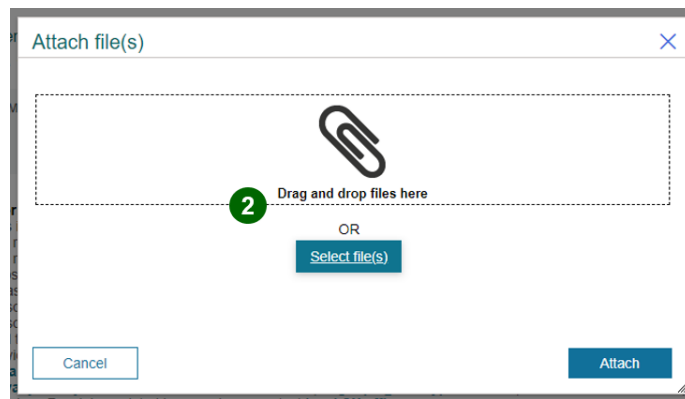 Attach file(s)
Drag and drop files here
2
OR
Select file(s)
Cancel
Attach